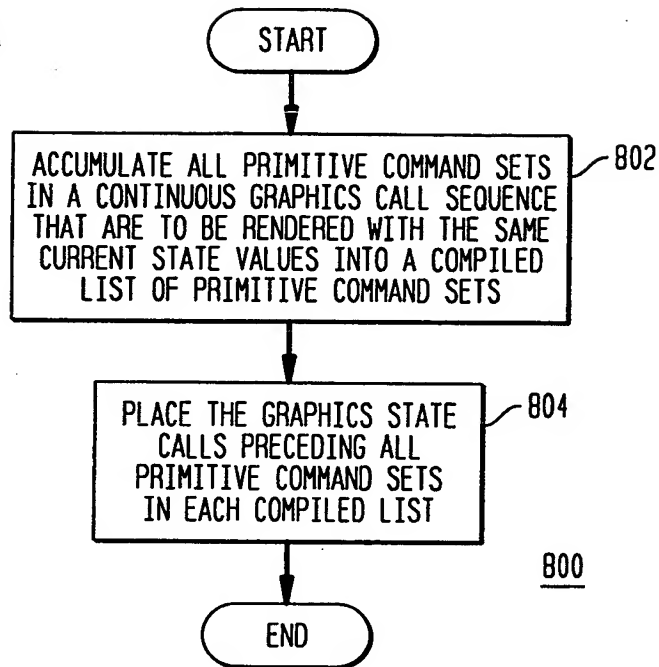 START
ACCUMULATE ALL PRIMITIVE COMMAND SETS
IN A CONTINUOUS GRAPHICS CALL SEQUENCE
THAT ARE TO BE RENDERED WITH THE SAME
CURRENT STATE VALUES INTO A COMPILED
LIST OF PRIMITIVE COMMAND SETS
802
PLACE THE GRAPHICS STATE
CALLS PRECEDING ALL
PRIMITIVE COMMAND SETS
IN EACH COMPILED LIST
804
800
END